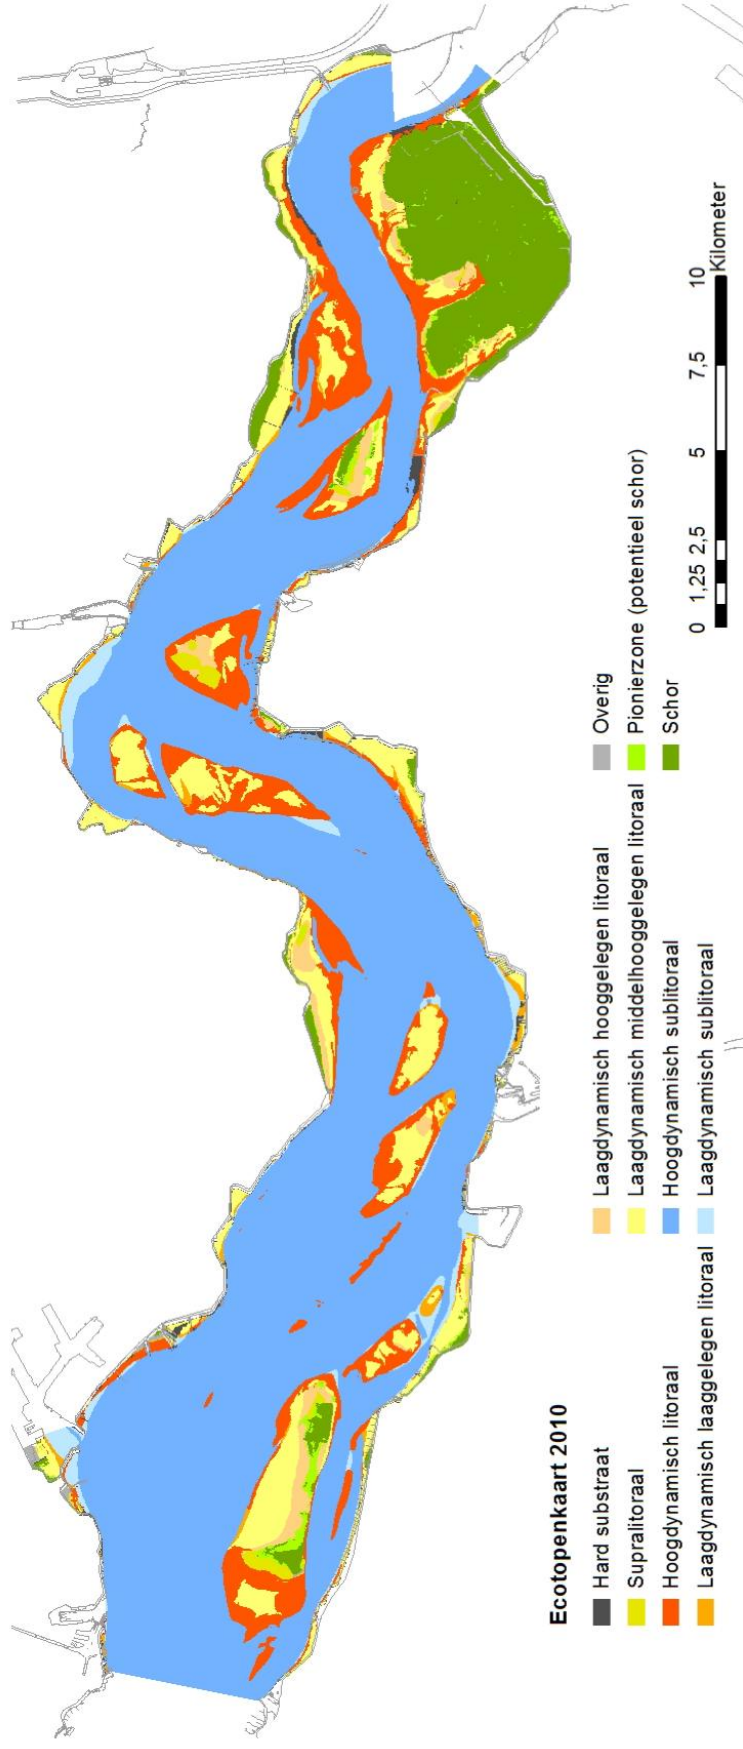 Ecotopenkaart 2010
Hard substraat
Supralitoraal
Hoogdynamisch litoraal
Laagdynamisch laaggelegen litoraal
Laagdynamisch hooggelegen litoraal
Laagdynamisch middelhooggelegen litoraal
Hoogdynamisch sublitoraal
Laagdynamisch sublitoraal
Overig
Pionierzone (potentieel schor)
Schor
0 1,25 2,5 5 7,5 10
Kilometer